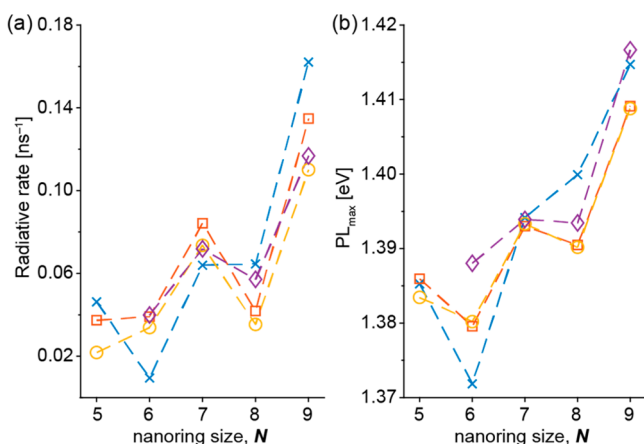 (a)
Radiative rate [ns⁻¹]
0.18
0.14
0.10
0.06
0.02
5 6 7 8 9
nanoring size, N
(b)
PLmax [eV]
1.42
1.41
1.40
1.39
1.38
1.37
5 6 7 8 9
nanoring size, N